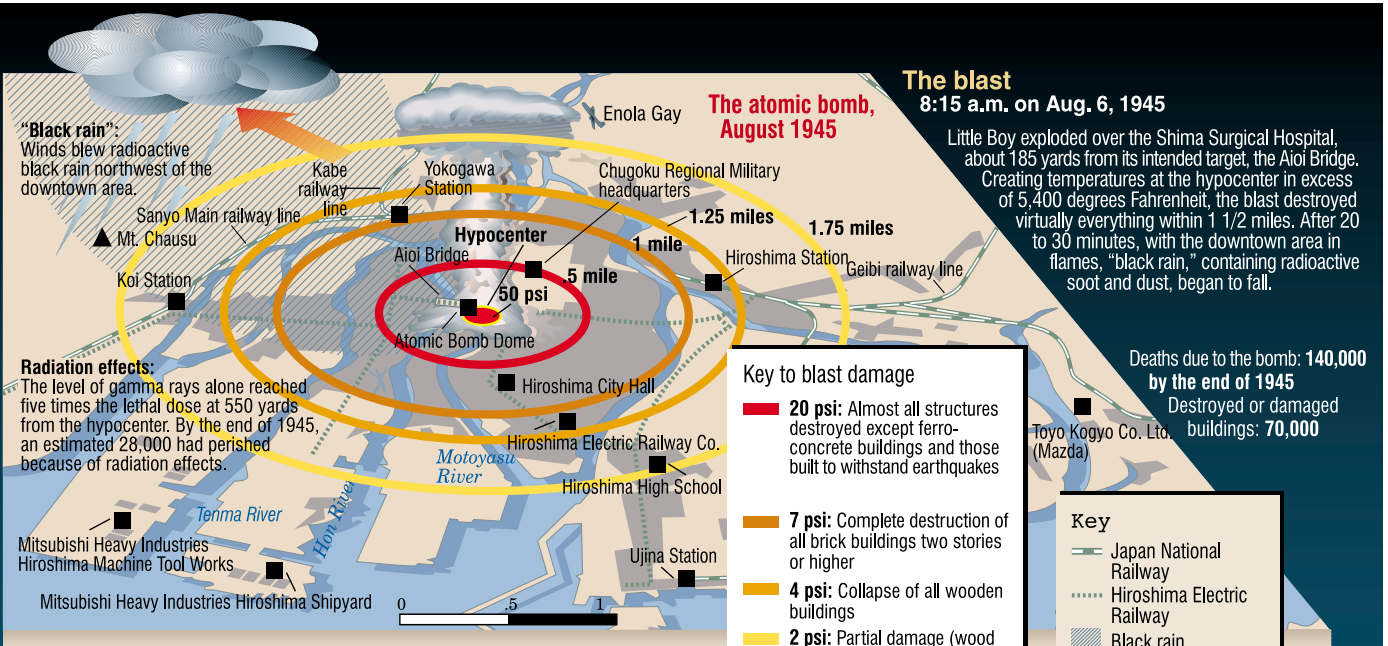 The blast
8:15 a.m. on Aug. 6, 1945
Little Boy exploded over the Shima Surgical Hospital,
about 185 yards from its intended target, the Aioi Bridge.
Creating temperatures at the hypocenter in excess
of 5,400 degrees Fahrenheit, the blast destroyed
virtually everything within 1 1/2 miles. After 20
to 30 minutes, with the downtown area in
flames, “black rain,” containing radioactive
soot and dust, began to fall.
Deaths due to the bomb: 140,000
by the end of 1945
Destroyed or damaged
buildings: 70,000
The atomic bomb,
August 1945
Enola Gay
“Black rain”:
Winds blew radioactive
black rain northwest of the
downtown area.
Kabe
railway
line
Yokogawa
Station
Chugoku Regional Military
headquarters
Sanyo Main railway line
Mt. Chausu
Koi Station
Hypocenter
Aioi Bridge
50 psi
.5 mile
1 mile
1.25 miles
1.75 miles
Hiroshima Station
Geibi railway line
Atomic Bomb Dome
Hiroshima City Hall
Hiroshima Electric Railway Co.
Hiroshima High School
Radiation effects:
The level of gamma rays alone reached
five times the lethal dose at 550 yards
from the hypocenter. By the end of 1945,
an estimated 28,000 had perished
because of radiation effects.
Motoyasu
River
Tenma River
Hon River
Mitsubishi Heavy Industries
Hiroshima Machine Tool Works
Mitsubishi Heavy Industries Hiroshima Shipyard
Ujina Station
Toyo Kogyo Co. Ltd.
(Mazda)
0 .5 1
Key to blast damage
20 psi: Almost all structures
destroyed except ferro-
concrete buildings and those
built to withstand earthquakes
7 psi: Complete destruction of
all brick buildings two stories
or higher
4 psi: Collapse of all wooden
buildings
2 psi: Partial damage (wood
Key
Japan National
Railway
Hiroshima Electric
Railway
Black rain